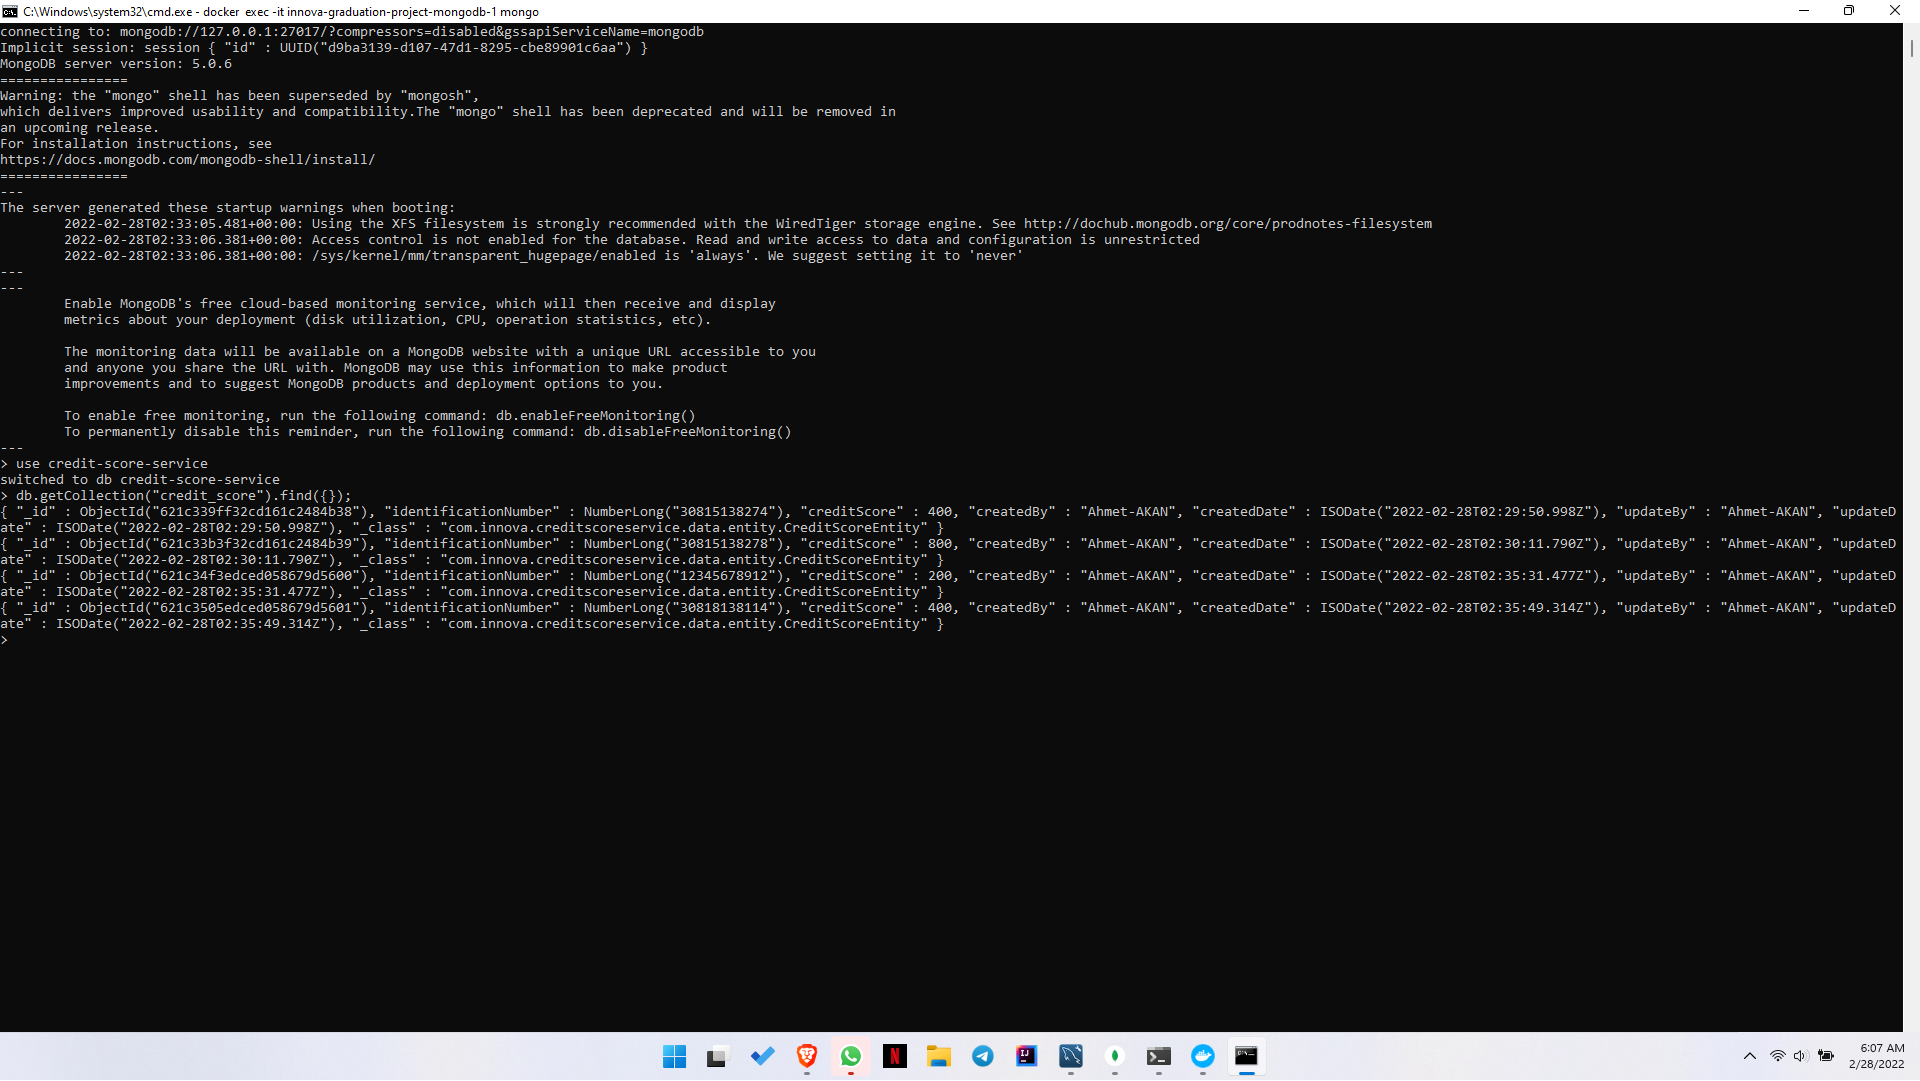 C:\Windows\system32\cmd.exe - docker  exec -it innova-graduation-project-mongodb-1 mongo
connecting to: mongodb://127.0.0.1:27017/?compressors=disabled&gssapiServiceName=mongodb
Implicit session: session { "id" : UUID("d9ba3139-d107-47d1-8295-cbe89901c6aa") }
MongoDB server version: 5.0.6
================
Warning: the "mongo" shell has been superseded by "mongosh",
which delivers improved usability and compatibility.The "mongo" shell has been deprecated and will be removed in
an upcoming release.
For installation instructions, see
https://docs.mongodb.com/mongodb-shell/install/
================
---
The server generated these startup warnings when booting:
        2022-02-28T02:33:05.481+00:00: Using the XFS filesystem is strongly recommended with the WiredTiger storage engine. See http://dochub.mongodb.org/core/prodnotes-filesystem
        2022-02-28T02:33:06.381+00:00: Access control is not enabled for the database. Read and write access to data and configuration is unrestricted
        2022-02-28T02:33:06.381+00:00: /sys/kernel/mm/transparent_hugepage/enabled is 'always'. We suggest setting it to 'never'
---
---
        Enable MongoDB's free cloud-based monitoring service, which will then receive and display
        metrics about your deployment (disk utilization, CPU, operation statistics, etc).

        The monitoring data will be available on a MongoDB website with a unique URL accessible to you
        and anyone you share the URL with. MongoDB may use this information to make product
        improvements and to suggest MongoDB products and deployment options to you.

        To enable free monitoring, run the following command: db.enableFreeMonitoring()
        To permanently disable this reminder, run the following command: db.disableFreeMonitoring()
---
> use credit-score-service
switched to db credit-score-service
> db.getCollection("credit_score").find({});
{ "_id" : ObjectId("621c339ff32cd161c2484b38"), "identificationNumber" : NumberLong("30815138274"), "creditScore" : 400, "createdBy" : "Ahmet-AKAN", "createdDate" : ISODate("2022-02-28T02:29:50.998Z"), "updateBy" : "Ahmet-AKAN", "updateD
ate" : ISODate("2022-02-28T02:29:50.998Z"), "_class" : "com.innova.creditscoreservice.data.entity.CreditScoreEntity" }
{ "_id" : ObjectId("621c33b3f32cd161c2484b39"), "identificationNumber" : NumberLong("30815138278"), "creditScore" : 800, "createdBy" : "Ahmet-AKAN", "createdDate" : ISODate("2022-02-28T02:30:11.790Z"), "updateBy" : "Ahmet-AKAN", "updateD
ate" : ISODate("2022-02-28T02:30:11.790Z"), "_class" : "com.innova.creditscoreservice.data.entity.CreditScoreEntity" }
{ "_id" : ObjectId("621c34f3edced058679d5600"), "identificationNumber" : NumberLong("12345678912"), "creditScore" : 200, "createdBy" : "Ahmet-AKAN", "createdDate" : ISODate("2022-02-28T02:35:31.477Z"), "updateBy" : "Ahmet-AKAN", "updateD
ate" : ISODate("2022-02-28T02:35:31.477Z"), "_class" : "com.innova.creditscoreservice.data.entity.CreditScoreEntity" }
{ "_id" : ObjectId("621c3505edced058679d5601"), "identificationNumber" : NumberLong("30818138114"), "creditScore" : 400, "createdBy" : "Ahmet-AKAN", "createdDate" : ISODate("2022-02-28T02:35:49.314Z"), "updateBy" : "Ahmet-AKAN", "updateD
ate" : ISODate("2022-02-28T02:35:49.314Z"), "_class" : "com.innova.creditscoreservice.data.entity.CreditScoreEntity" }
>
6:07 AM
2/28/2022